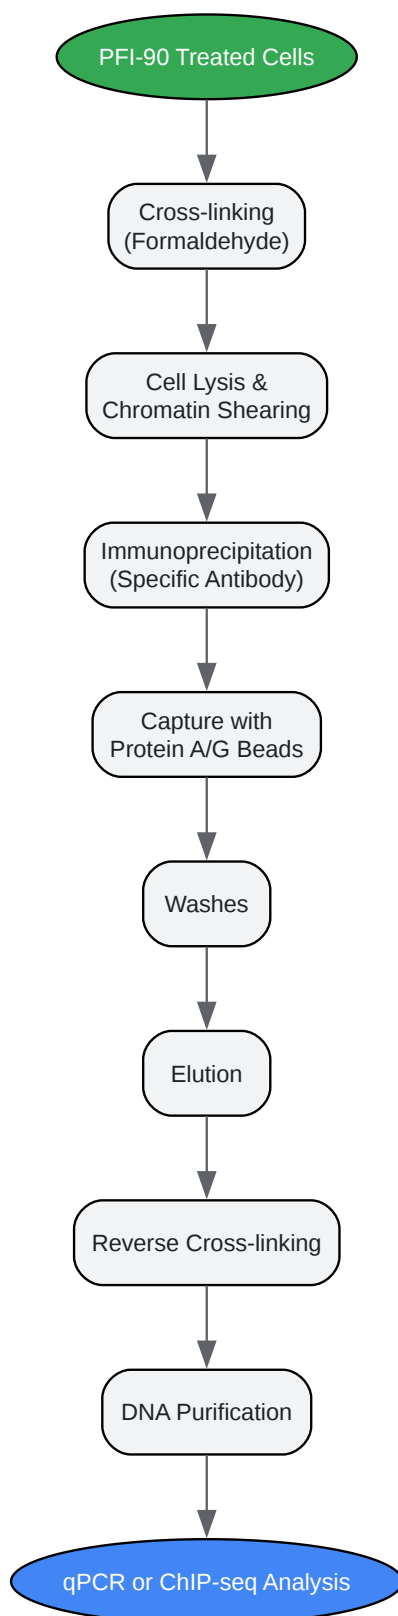 PFI-90 Treated Cells
Cross-linking
(Formaldehyde)
Cell Lysis &
Chromatin Shearing
Immunoprecipitation
(Specific Antibody)
Capture with
Protein A/G Beads
Washes
Elution
Reverse Cross-linking
DNA Purification
qPCR or ChIP-seq Analysis